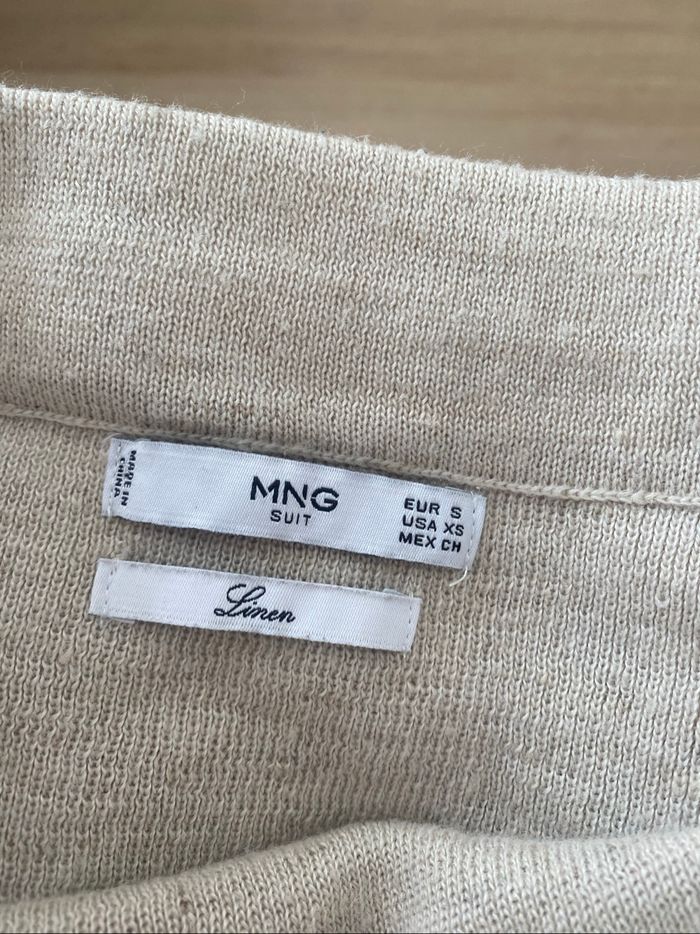 MADE IN
CHINA
MNG
SUIT
EUR S
USA XS
MEX CH
Linen